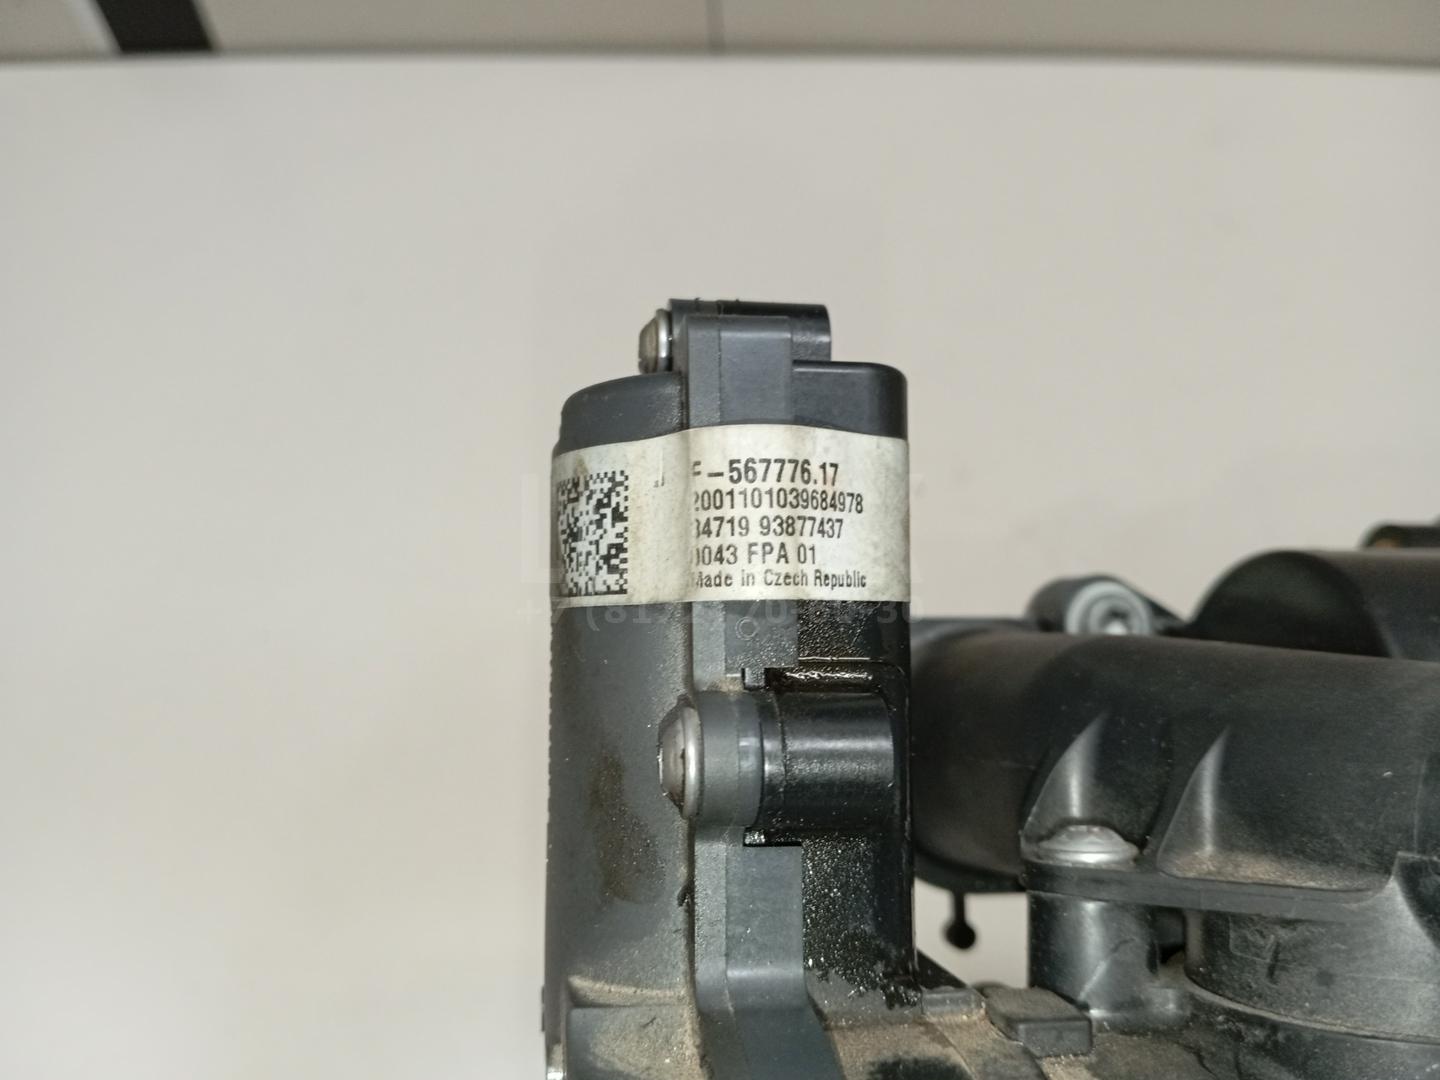 F-567776.17
2001101039684978
34719 93877437
0043 FPA 01
Made in Czech Republic